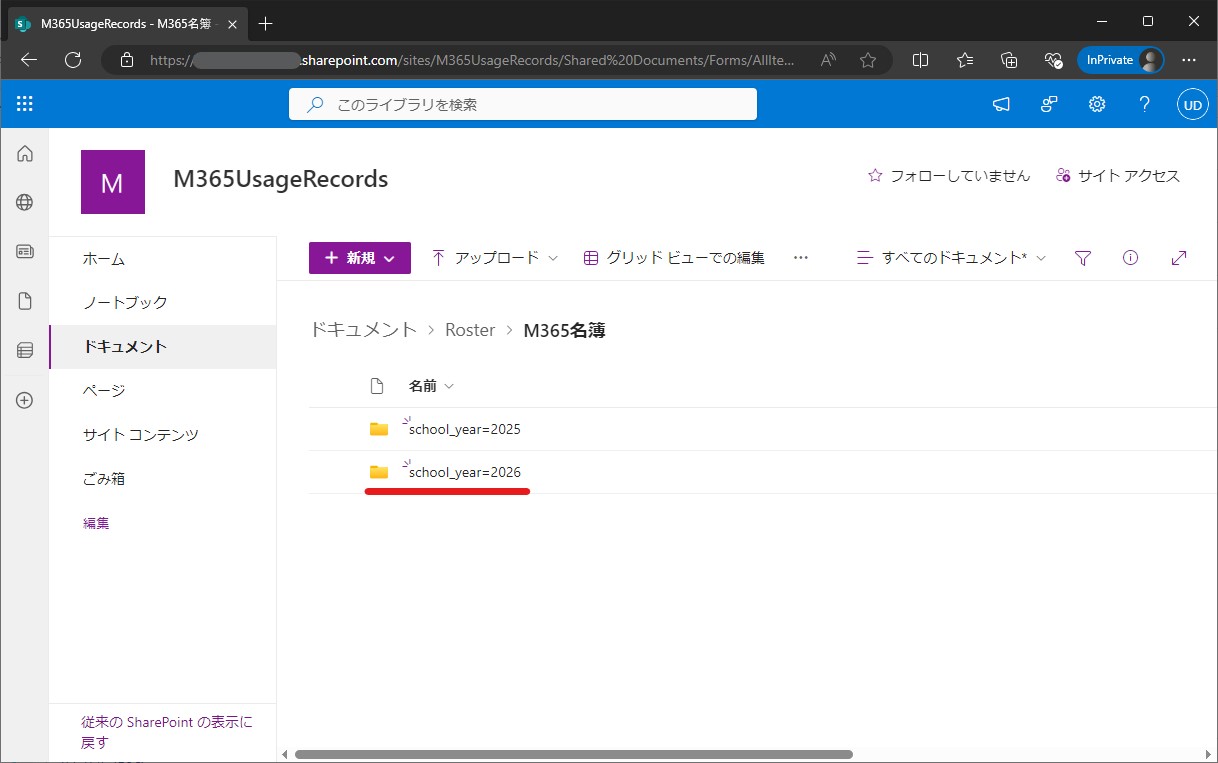 M365UsageRecords - M365名簿 -
https:// .sharepoint.com/sites/M365UsageRecords/Shared%20Documents/Forms/AllIte...
InPrivate
このライブラリを検索
UD
M
M365UsageRecords
フォローしていません
サイト アクセス
ホーム
ノートブック
ドキュメント
ページ
サイト コンテンツ
ごみ箱
編集
従来の SharePoint の表示に
戻す
新規
アップロード
グリッド ビューでの編集
すべてのドキュメント*
ドキュメント > Roster > M365名簿
名前
school_year=2025
school_year=2026